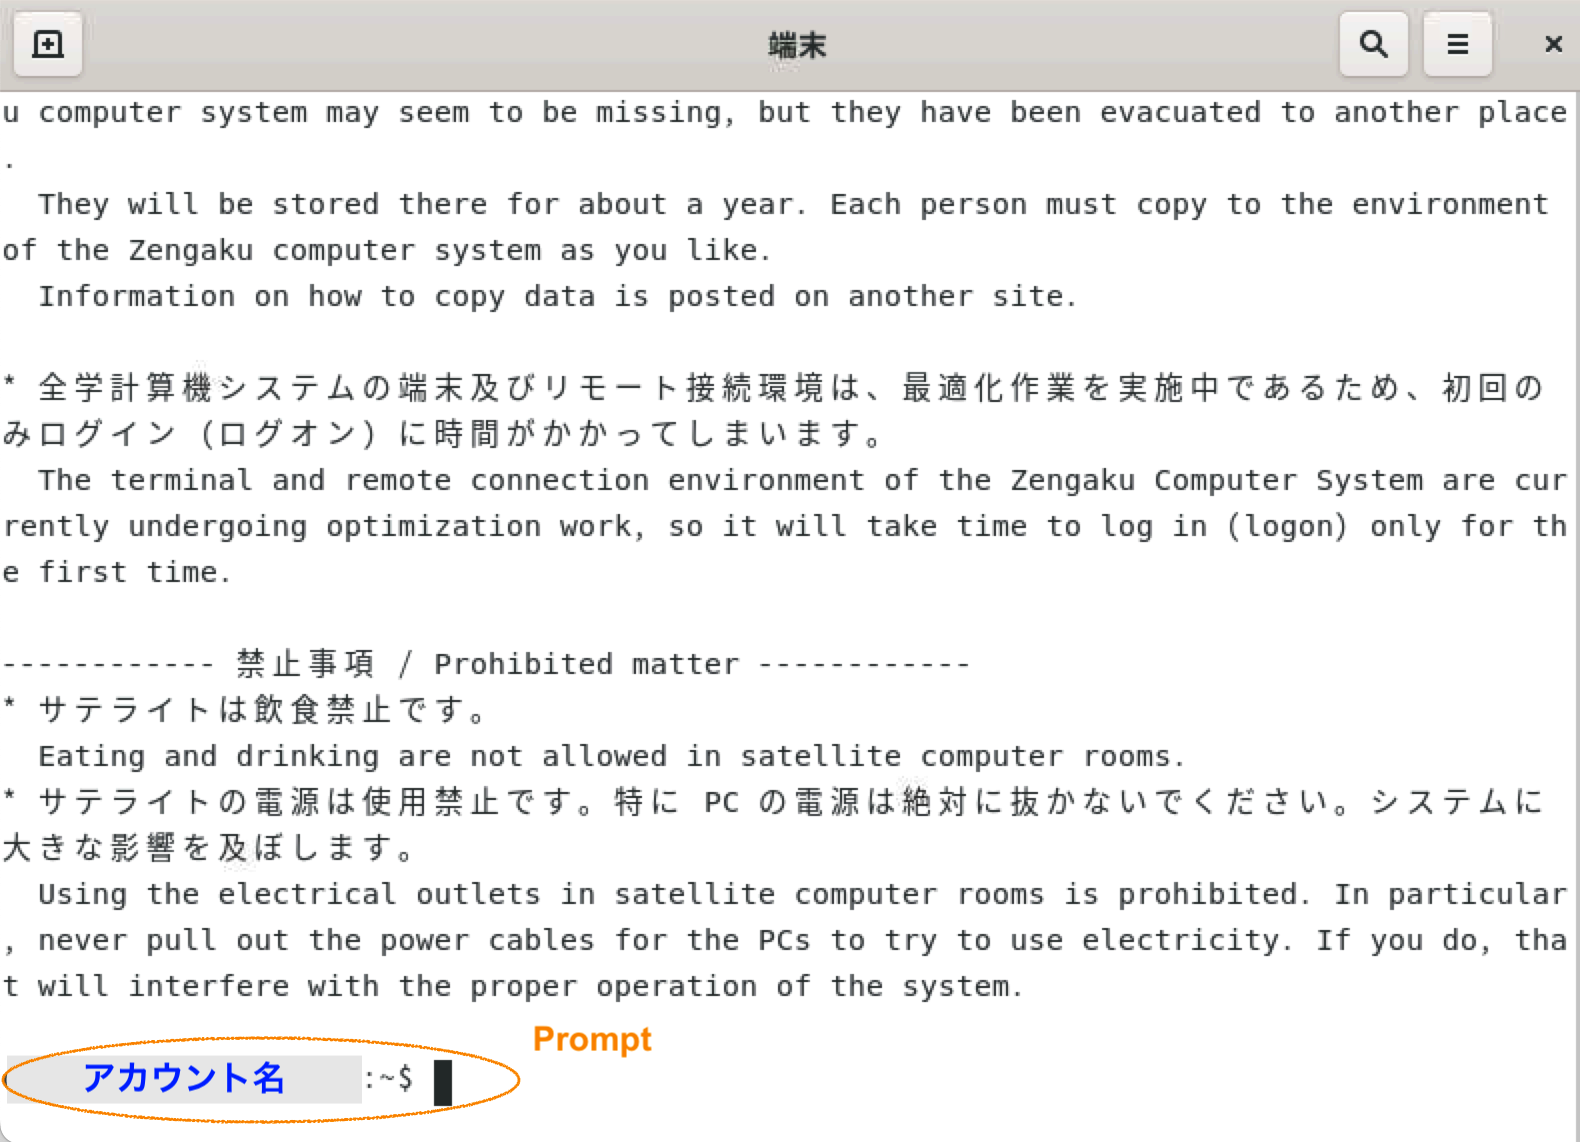 端末
u computer system may seem to be missing, but they have been evacuated to another place
.
They will be stored there for about a year. Each person must copy to the environment
of the Zengaku computer system as you like.
Information on how to copy data is posted on another site.
* 全学計算機システムの端末及びリモート接続環境は、最適化作業を実施中であるため、初回の
みログイン (ログオン) に時間がかかってしまいます。
The terminal and remote connection environment of the Zengaku Computer System are cur
rently undergoing optimization work, so it will take time to log in (logon) only for th
e first time.
------------ 禁止事項 / Prohibited matter ------------
* サテライトは飲食禁止です。
Eating and drinking are not allowed in satellite computer rooms.
* サテライトの電源は使用禁止です。特に PC の電源は絶対に抜かないでください。システムに
大きな影響を及ぼします。
Using the electrical outlets in satellite computer rooms is prohibited. In particular
, never pull out the power cables for the PCs to try to use electricity. If you do, tha
t will interfere with the proper operation of the system.
Prompt
アカウント名 :~$